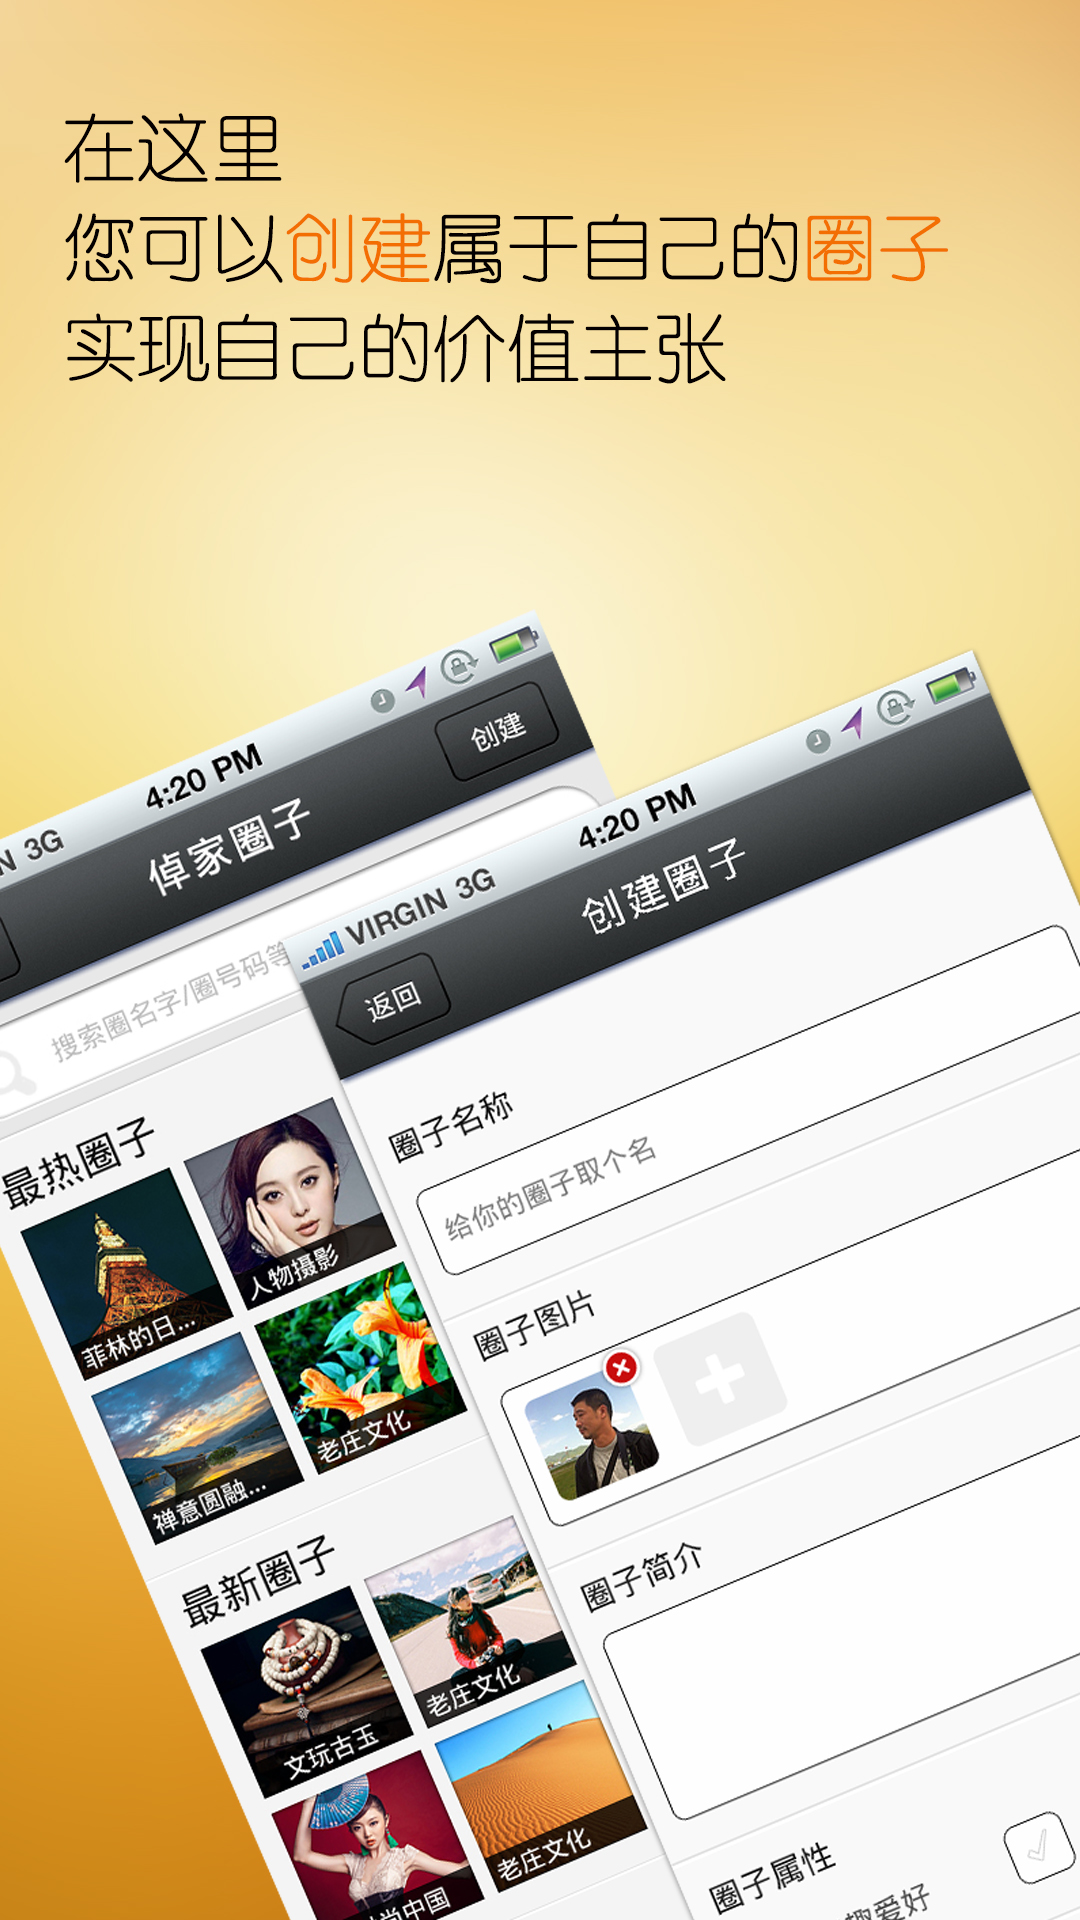 在这里
您可以创建属于自己的圈子
实现自己的价值主张
N 3G
4:20 PM
倬家圈子
创建
搜索圈名字/圈号码等
最热圈子
菲林的日...
人物摄影
禅意圆融...
老庄文化
最新圈子
文玩古玉
老庄文化
尚中国
老庄文化
VIRGIN 3G
4:20 PM
返回
创建圈子
圈子名称
给你的圈子取个名
圈子图片
圈子简介
圈子属性
趣爱好